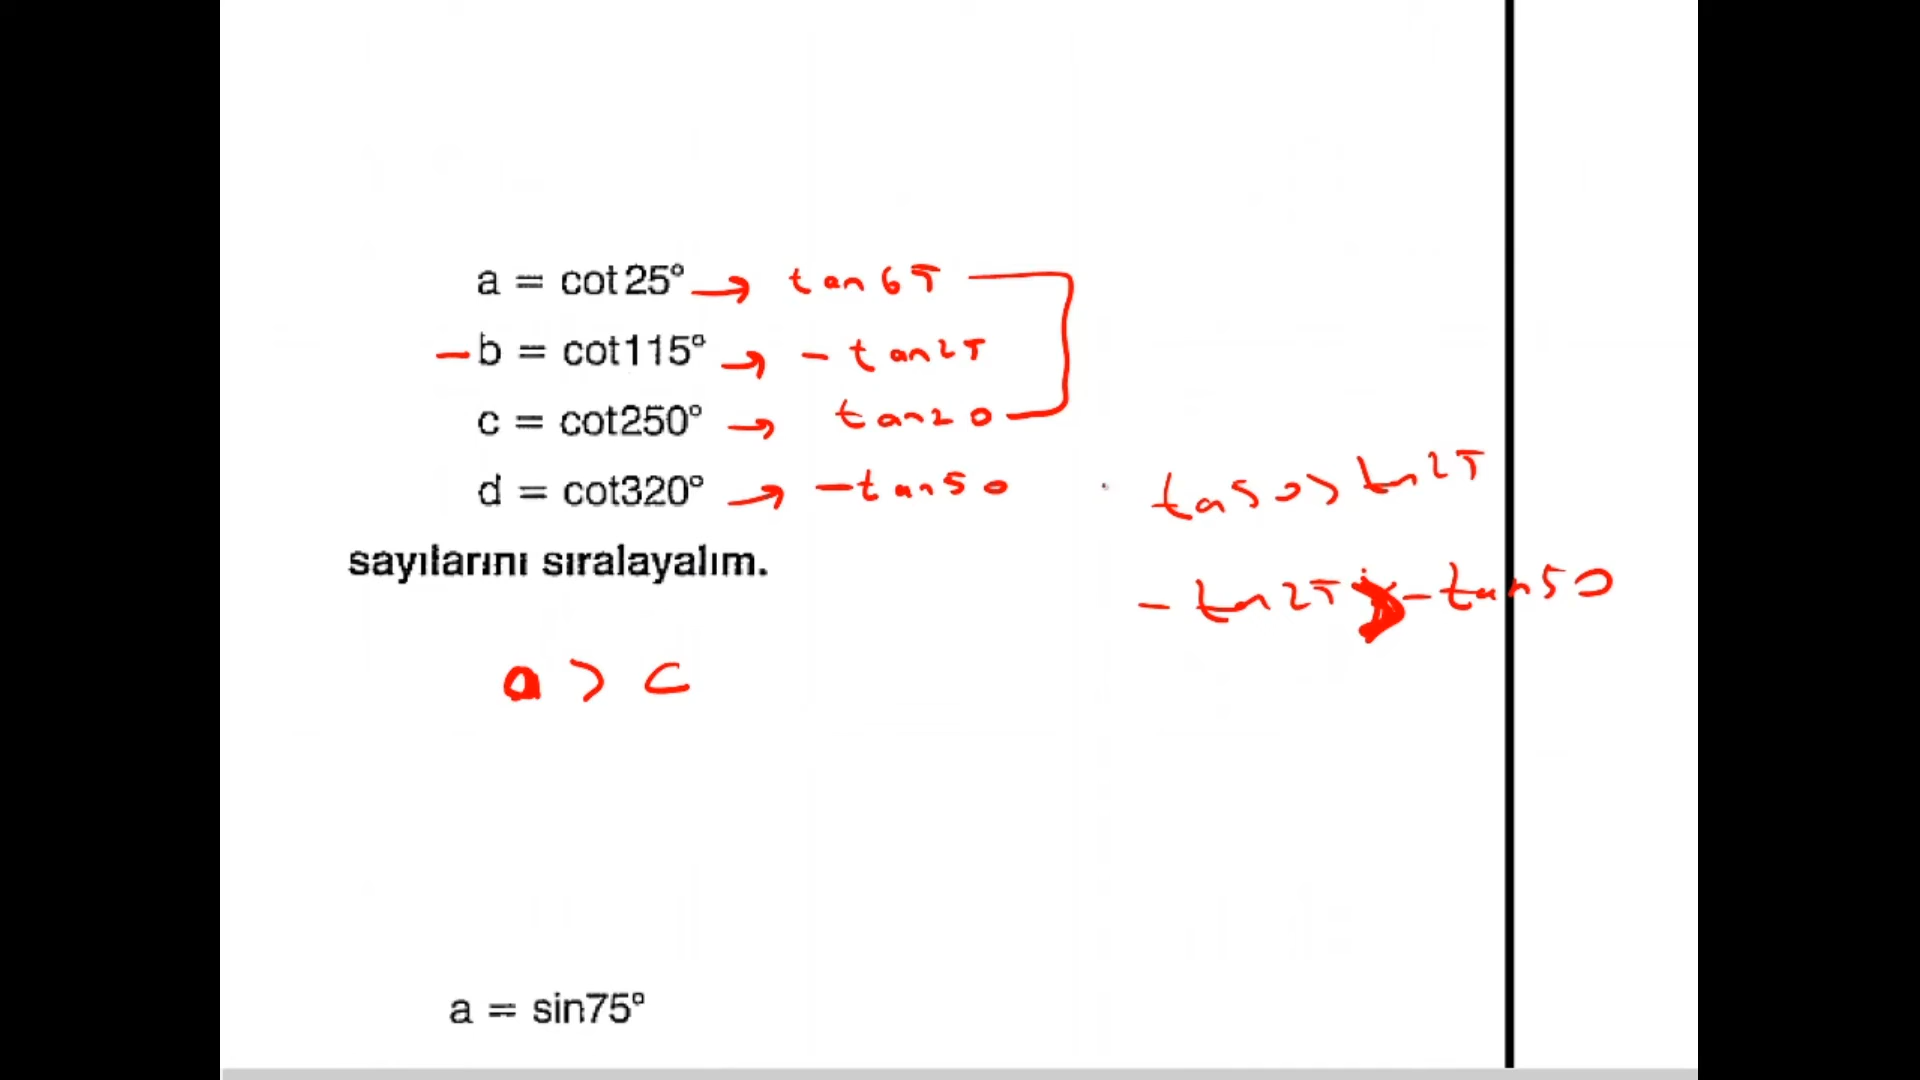 a = cot25° → tan65
-b = cot115° → -tan25
c = cot250° → tan20
d = cot320° → -tan50
tan50 > tan25
sayılarını sıralayalım.
-tan25 > -tan50
a > c
a = sin75°